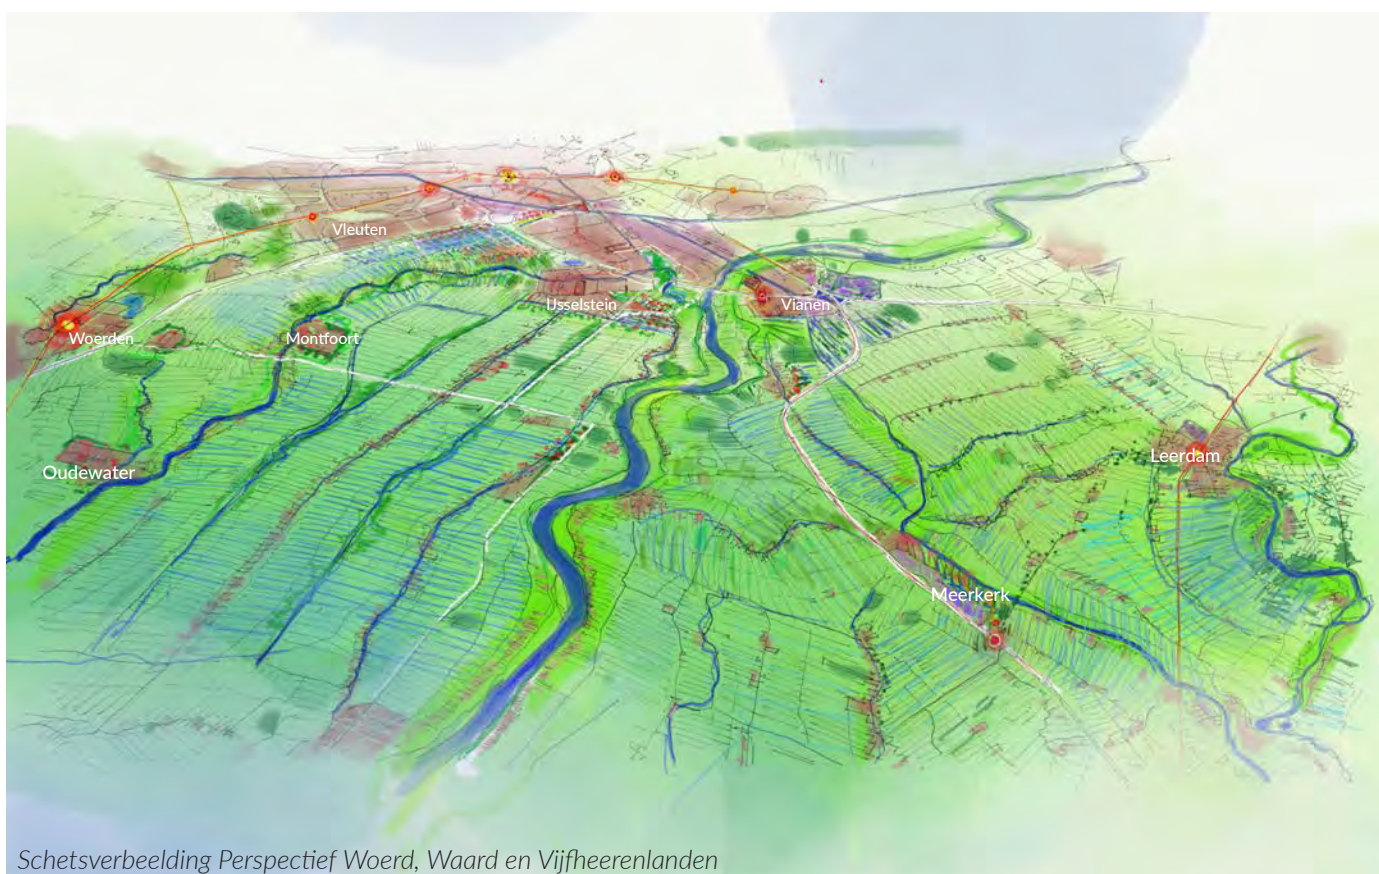 Vleuten
IJsselstein
Vianen
Woerden
Montfoort
Leerdam
Oudewater
Meerkerk
Schetsverbeelding Perspectief Woerd, Waard en Vijfheerenlanden